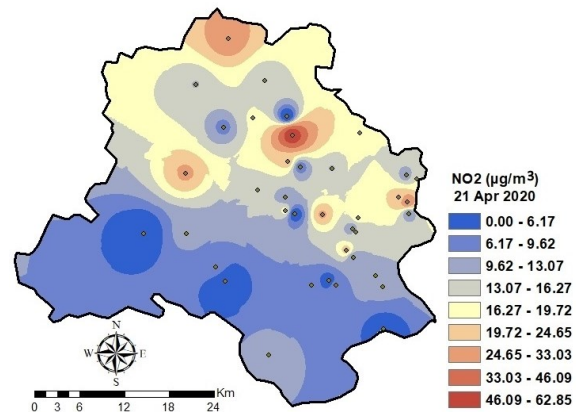 NO2 (µg/m3)
21 Apr 2020
0.00 - 6.17
6.17 - 9.62
9.62 - 13.07
13.07 - 16.27
16.27 - 19.72
19.72 - 24.65
24.65 - 33.03
33.03 - 46.09
46.09 - 62.85
N
W E
S
Km
0 3 6 12 18 24